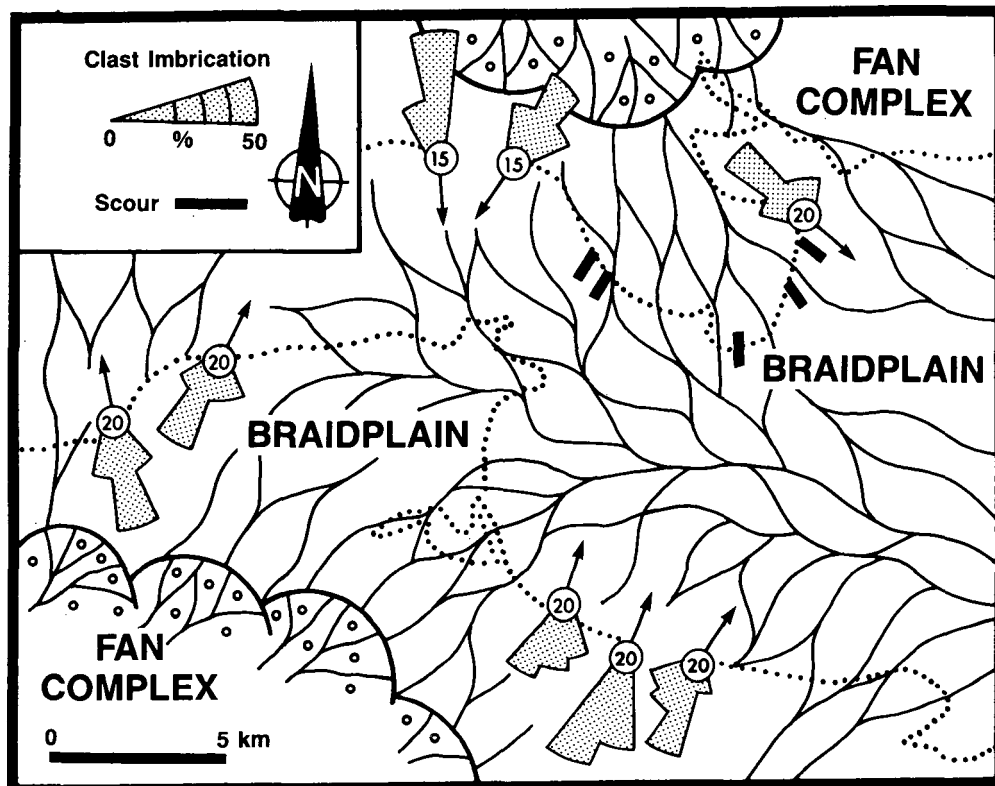 Clast Imbrication
0 % 50
Scour
N
FAN
COMPLEX
15
15
20
BRAIDPLAIN
20
20
BRAIDPLAIN
FAN
COMPLEX
20
20
20
0 5 km